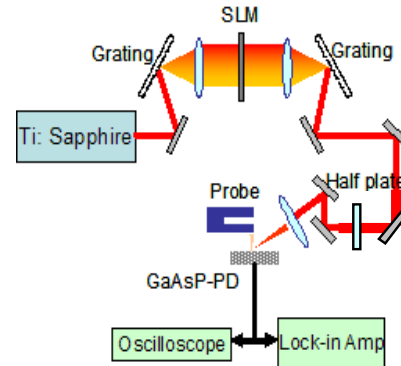 SLM
Grating
Grating
Ti: Sapphire
Half plate
Probe
GaAsP-PD
Oscilloscope
Lock-in Amp